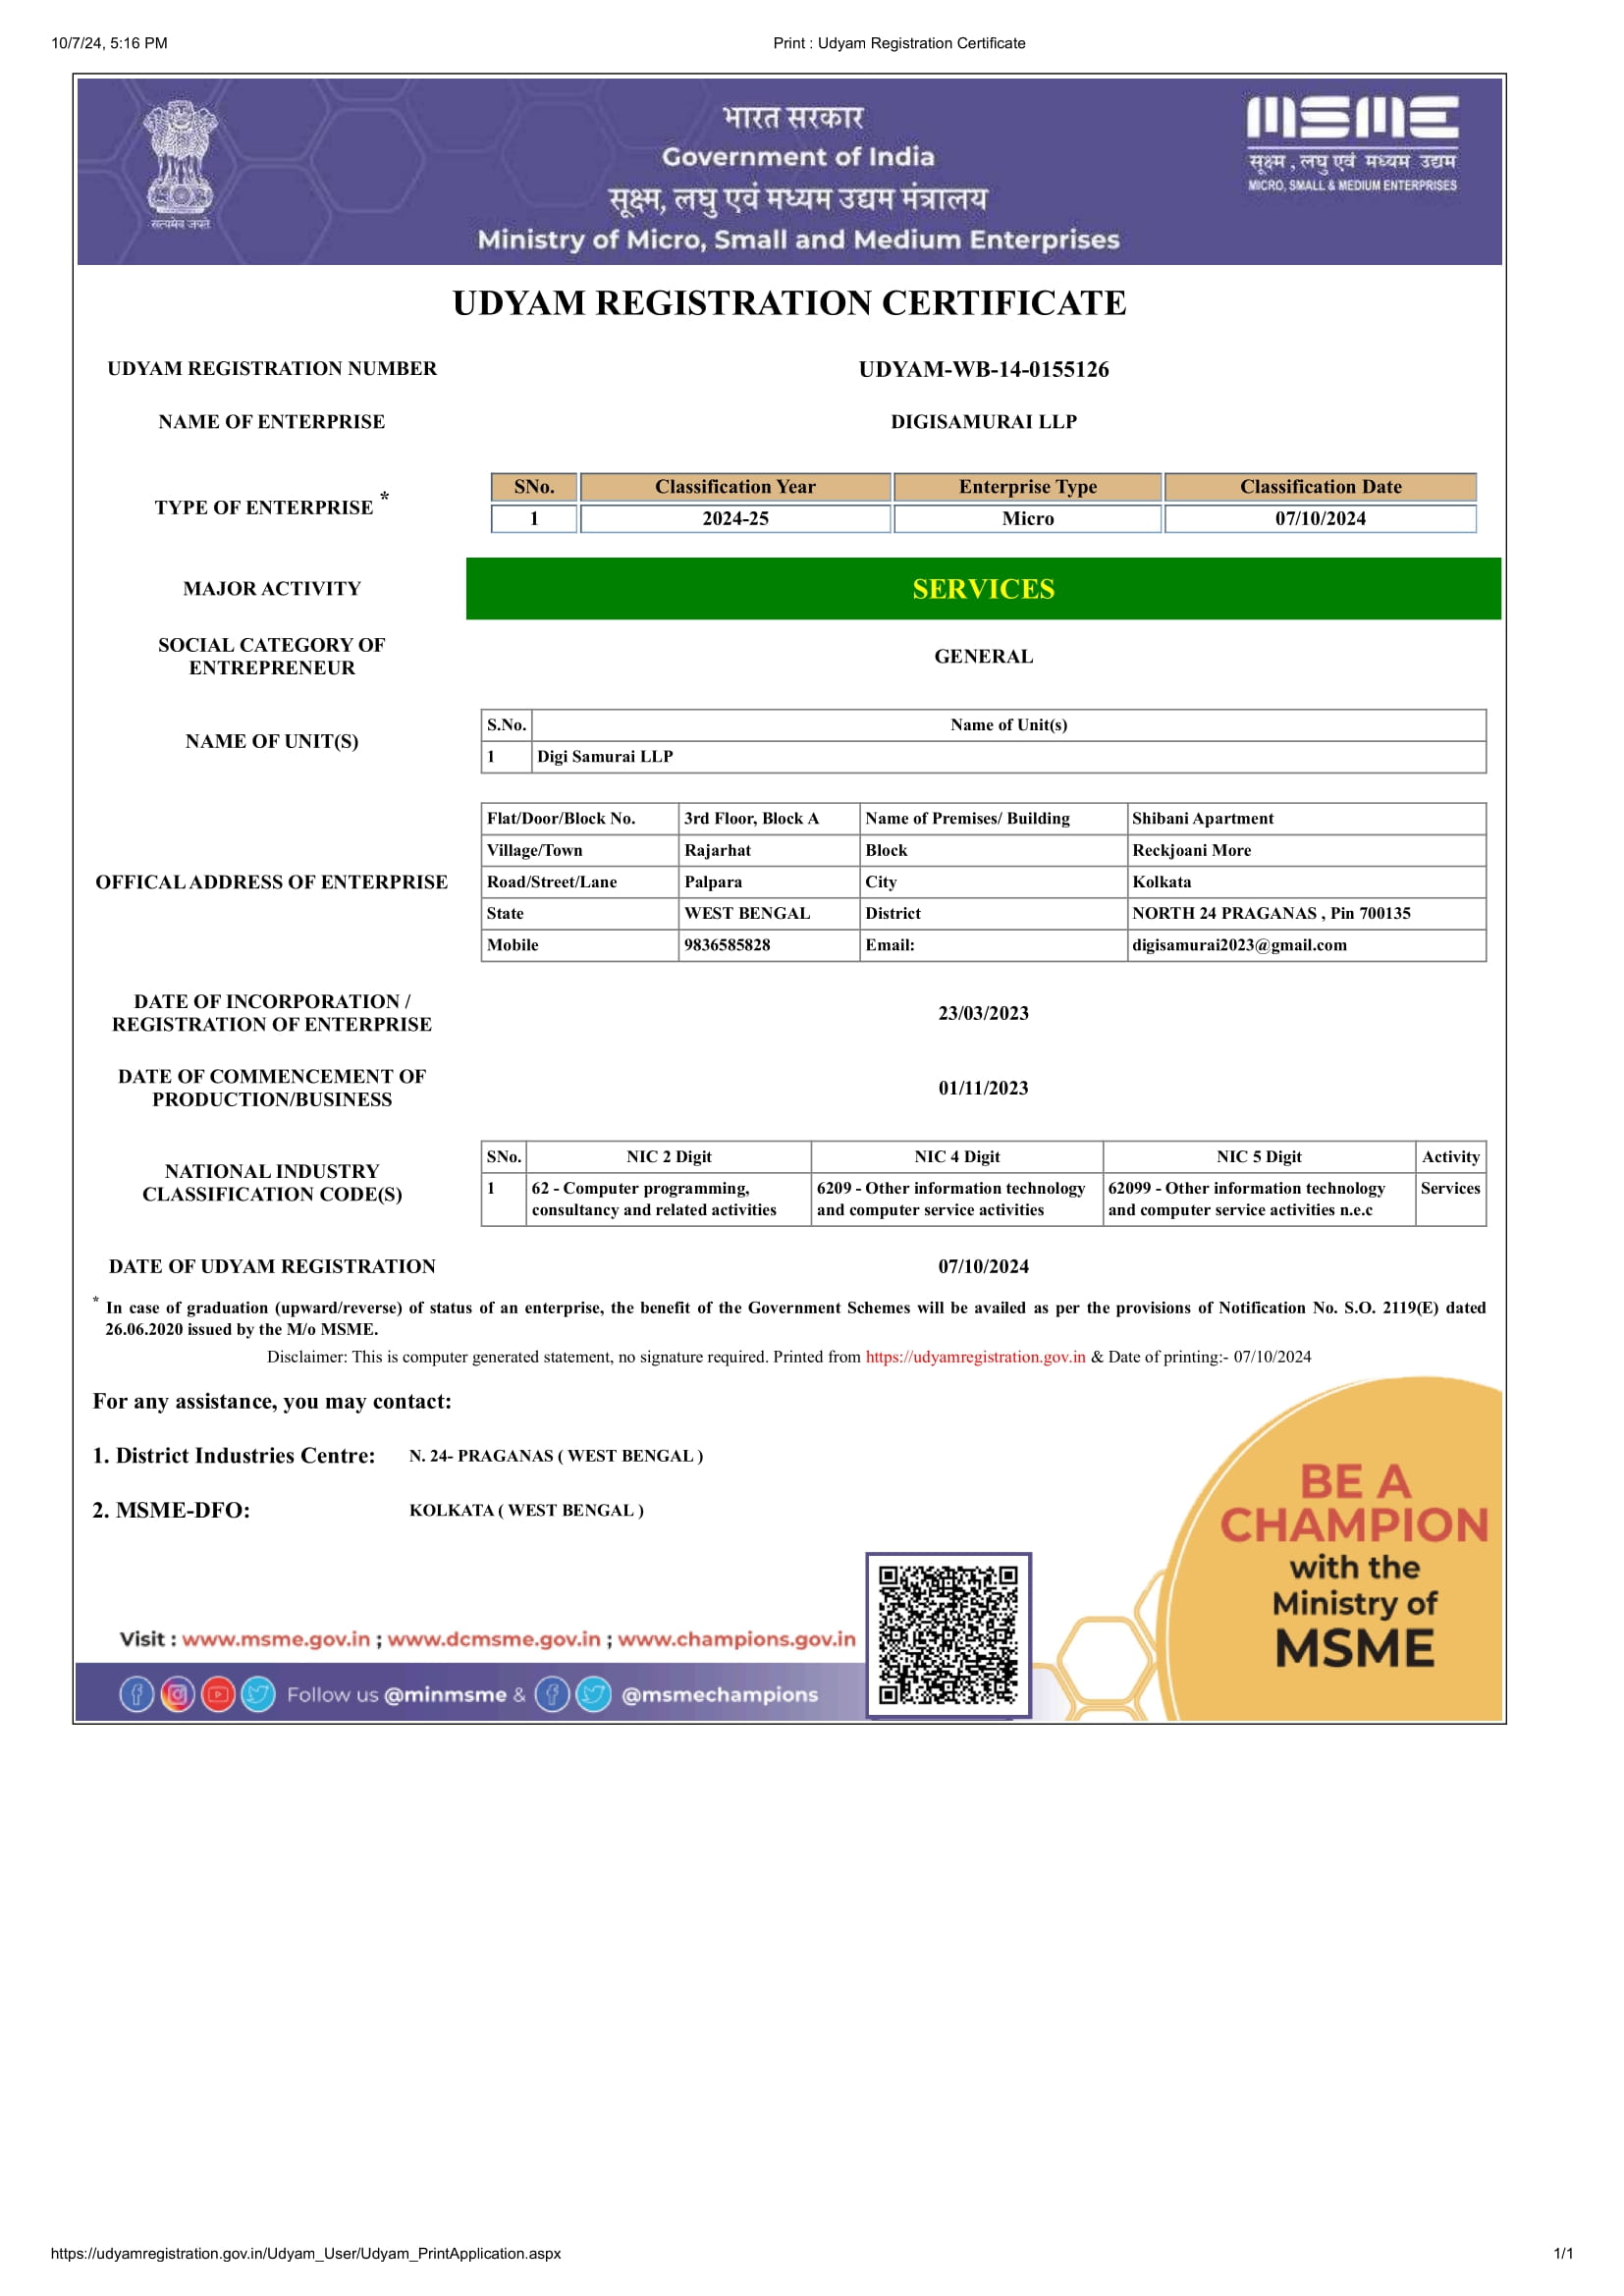 10/7/24, 5:16 PM Print : Udyam Registration Certificate
सत्यमेव जयते
भारत सरकार
Government of India
सूक्ष्म, लघु एवं मध्यम उद्यम मंत्रालय
Ministry of Micro, Small and Medium Enterprises
MSME
सूक्ष्म , लघु एवं मध्यम उद्यम
MICRO, SMALL & MEDIUM ENTERPRISES
UDYAM REGISTRATION CERTIFICATE
UDYAM REGISTRATION NUMBER UDYAM-WB-14-0155126
NAME OF ENTERPRISE DIGISAMURAI LLP
TYPE OF ENTERPRISE *
SNo. Classification Year Enterprise Type Classification Date
1 2024-25 Micro 07/10/2024
MAJOR ACTIVITY SERVICES
SOCIAL CATEGORY OF
ENTREPRENEUR
GENERAL
NAME OF UNIT(S)
S.No. Name of Unit(s)
1 Digi Samurai LLP
OFFICAL ADDRESS OF ENTERPRISE
Flat/Door/Block No. 3rd Floor, Block A Name of Premises/ Building Shibani Apartment
Village/Town Rajarhat Block Reckjoani More
Road/Street/Lane Palpara City Kolkata
State WEST BENGAL District NORTH 24 PRAGANAS , Pin 700135
Mobile 9836585828 Email: digisamurai2023@gmail.com
DATE OF INCORPORATION /
REGISTRATION OF ENTERPRISE
23/03/2023
DATE OF COMMENCEMENT OF
PRODUCTION/BUSINESS
01/11/2023
NATIONAL INDUSTRY
CLASSIFICATION CODE(S)
SNo. NIC 2 Digit NIC 4 Digit NIC 5 Digit Activity
1 62 - Computer programming, 6209 - Other information technology 62099 - Other information technology Services
consultancy and related activities and computer service activities and computer service activities n.e.c
DATE OF UDYAM REGISTRATION 07/10/2024
* In case of graduation (upward/reverse) of status of an enterprise, the benefit of the Government Schemes will be availed as per the provisions of Notification No. S.O. 2119(E) dated
26.06.2020 issued by the M/o MSME.
Disclaimer: This is computer generated statement, no signature required. Printed from https://udyamregistration.gov.in & Date of printing:- 07/10/2024
For any assistance, you may contact:
1. District Industries Centre: N. 24- PRAGANAS ( WEST BENGAL )
2. MSME-DFO: KOLKATA ( WEST BENGAL )
BE A
CHAMPION
with the
Ministry of
MSME
Visit : www.msme.gov.in ; www.dcmsme.gov.in ; www.champions.gov.in
Follow us @minmsme & @msmechampions
https://udyamregistration.gov.in/Udyam_User/Udyam_PrintApplication.aspx 1/1